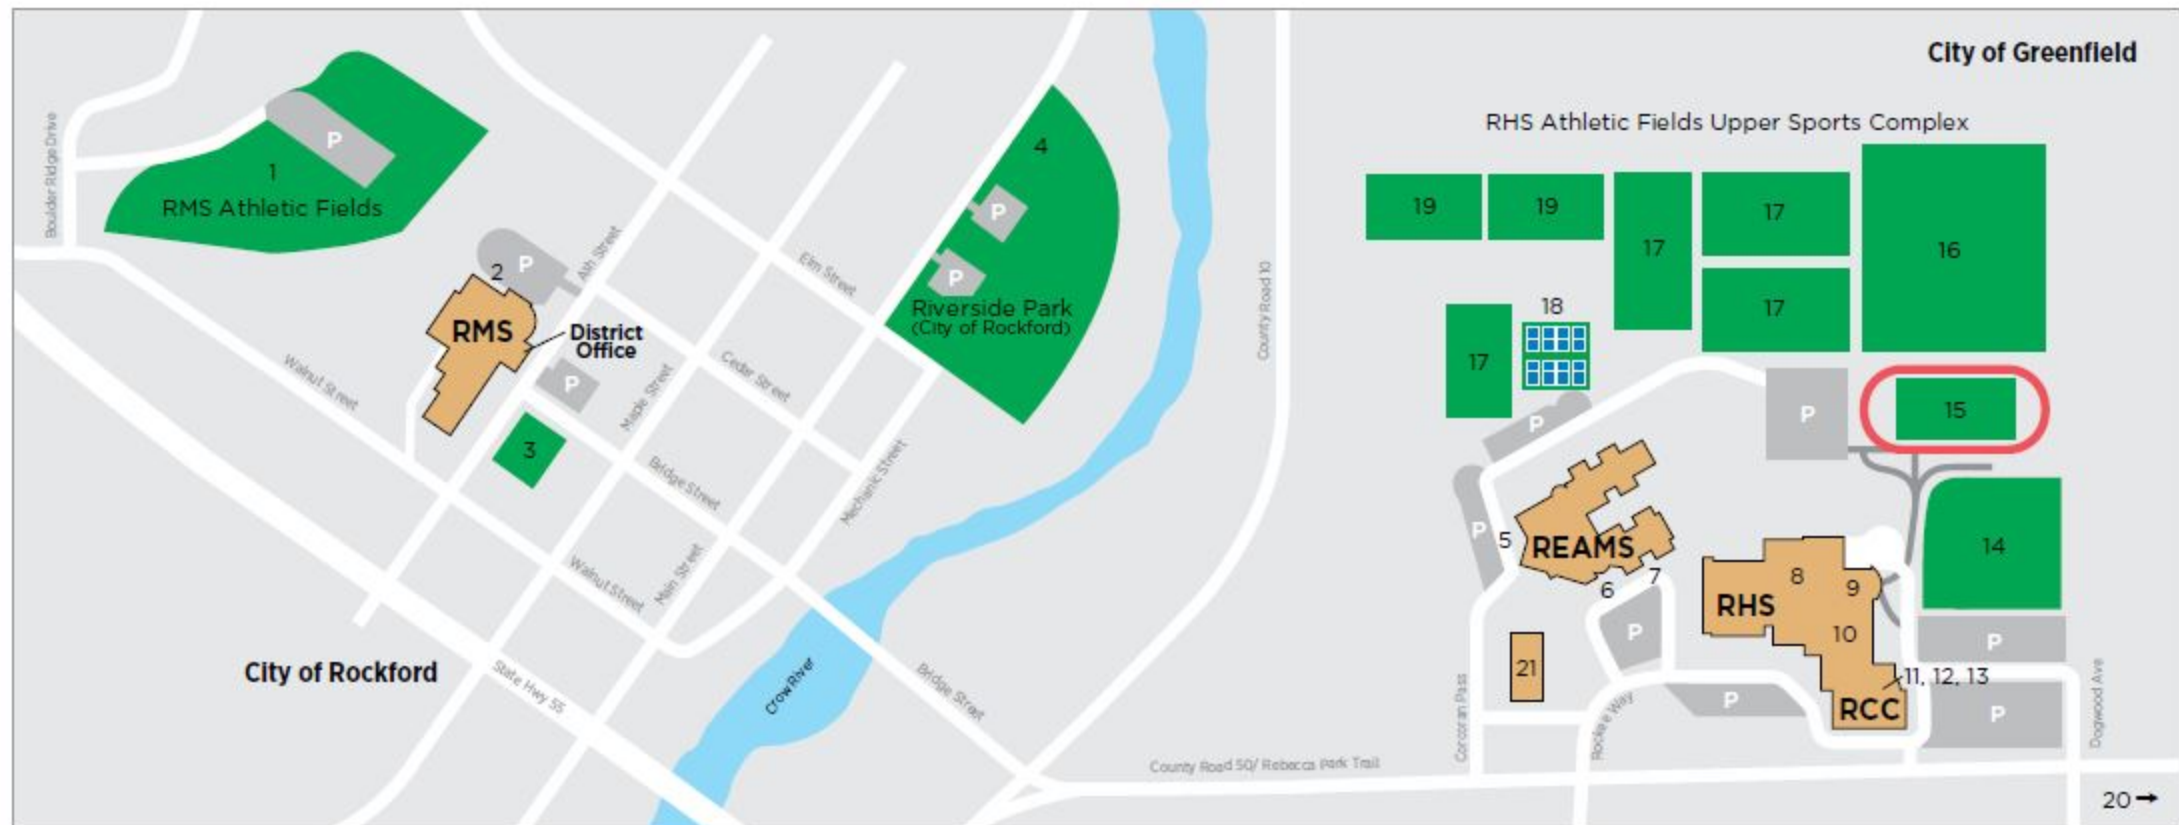 City of Greenfield
RHS Athletic Fields Upper Sports Complex
Boulder Ridge Drive
P
1
RMS Athletic Fields
4
P
P
Riverside Park
(City of Rockford)
2
P
Ash Street
RMS
District
Office
P
3
Elm Street
Cedar Street
Maple Street
Walnut Street
Bridge Street
Mechanic Street
Walnut Street
Main Street
City of Rockford
State Hwy 55
Crow River
Bridge Street
County Road 10
19
19
17
17
16
17
18
17
P
P
15
P
5
REAMS
6
7
14
8
9
RHS
10
P
P
21
11, 12, 13
P
RCC
P
Corcoran Pass
Rocket Way
Dogwood Ave
County Road 50/ Rebecca Park Trail
20